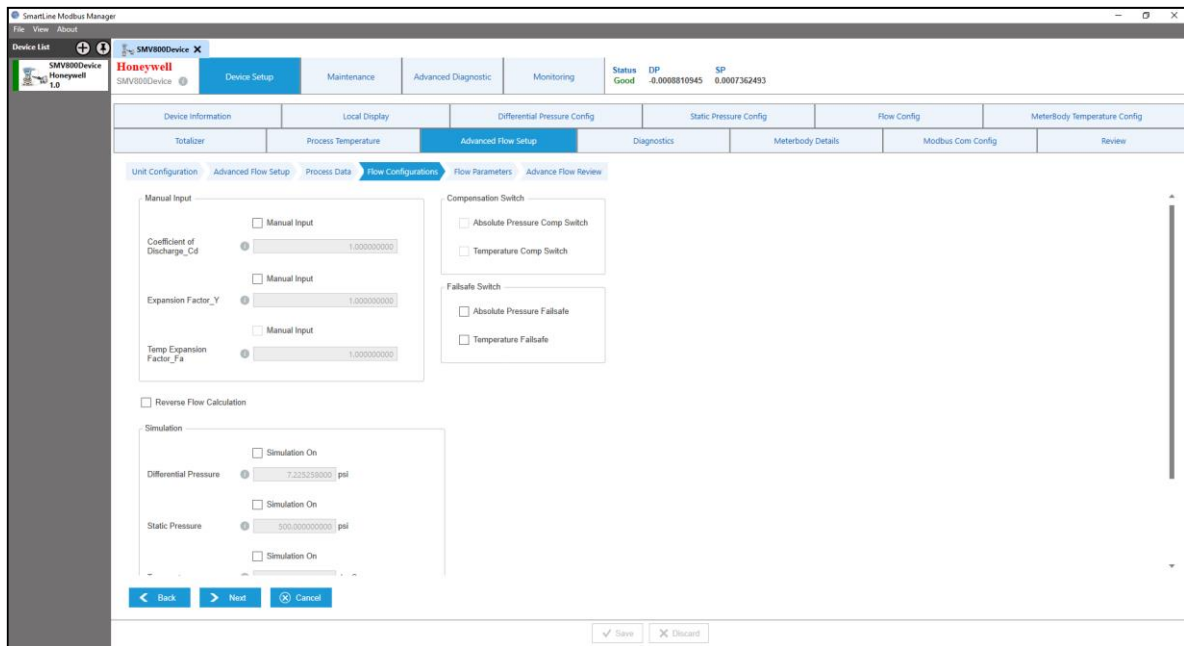 SmartLine Modbus Manager
File View About
Device List
SMV800Device
Honeywell
1.0
SMV800Device X
Honeywell
SMV800Device
Device Setup
Maintenance
Advanced Diagnostic
Monitoring
Status DP SP
Good -0.0008810945 0.0007362493
Device Information
Local Display
Differential Pressure Config
Static Pressure Config
Flow Config
MeterBody Temperature Config
Totalizer
Process Temperature
Advanced Flow Setup
Diagnostics
Meterbody Details
Modbus Com Config
Review
Unit Configuration
Advanced Flow Setup
Process Data
Flow Configurations
Flow Parameters
Advance Flow Review
Manual Input
Manual Input
Coefficient of
Discharge_Cd
1.000000000
Manual Input
Expansion Factor_Y
1.000000000
Manual Input
Temp Expansion
Factor_Fa
1.000000000
Compensation Switch
Absolute Pressure Comp Switch
Temperature Comp Switch
Failsafe Switch
Absolute Pressure Failsafe
Temperature Failsafe
Reverse Flow Calculation
Simulation
Simulation On
Differential Pressure
7.225259000 psi
Simulation On
Static Pressure
500.000000000 psi
Simulation On
Back
Next
Cancel
Save
Discard